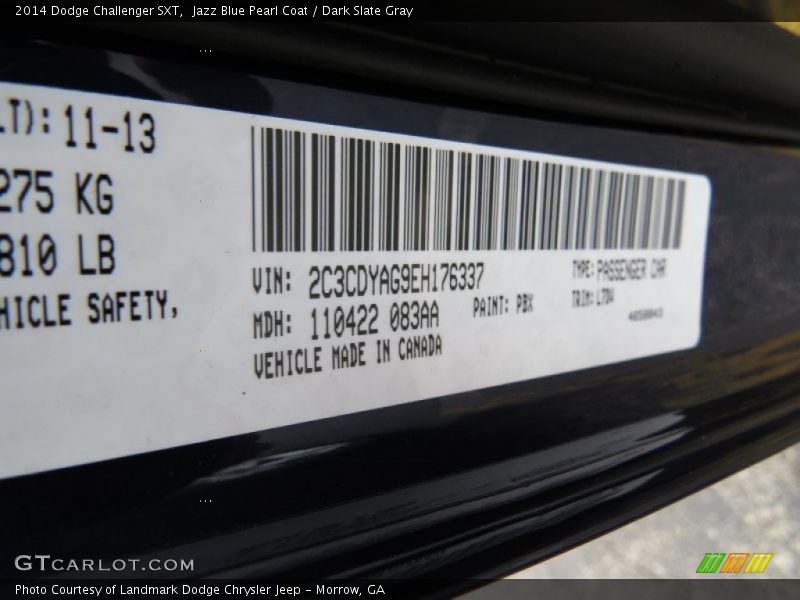 2014 Dodge Challenger SXT,  Jazz Blue Pearl Coat / Dark Slate Gray
LT): 11-13
275 KG
810 LB
HICLE SAFETY,
VIN: 2C3CDYAG9EH176337
TYPE: PASSENGER CAR
MDH: 110422 083AA
PAINT: PBX
TRIM: L7DV
VEHICLE MADE IN CANADA
GTCARLOT.COM
Photo Courtesy of Landmark Dodge Chrysler Jeep - Morrow, GA